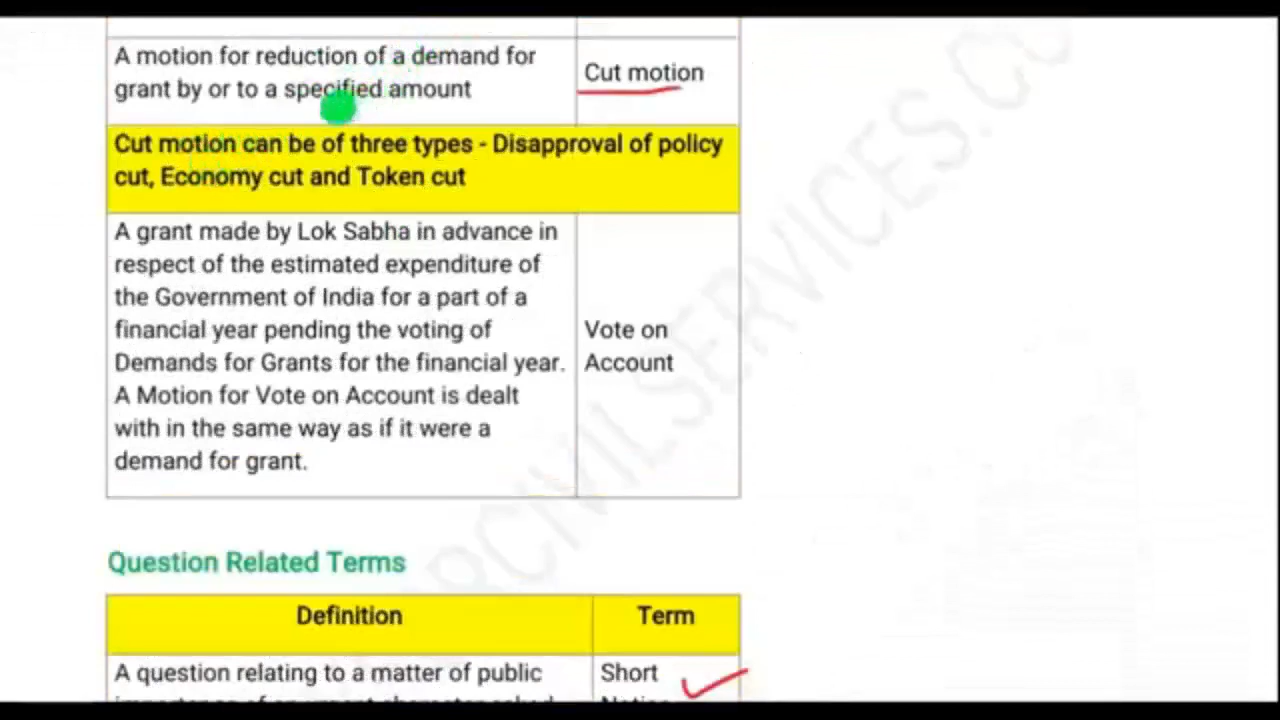 A motion for reduction of a demand for
grant by or to a specified amount
Cut motion
Cut motion can be of three types - Disapproval of policy
cut, Economy cut and Token cut
A grant made by Lok Sabha in advance in
respect of the estimated expenditure of
the Government of India for a part of a
financial year pending the voting of
Demands for Grants for the financial year.
A Motion for Vote on Account is dealt
with in the same way as if it were a
demand for grant.
Vote on
Account
Question Related Terms
Definition
Term
A question relating to a matter of public
Short